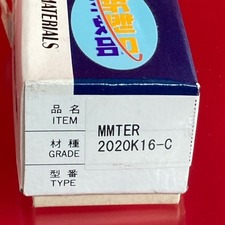 MATERIALS
品名
ITEM
MMTER
材種
GRADE
2020K16-C
型番
TYPE